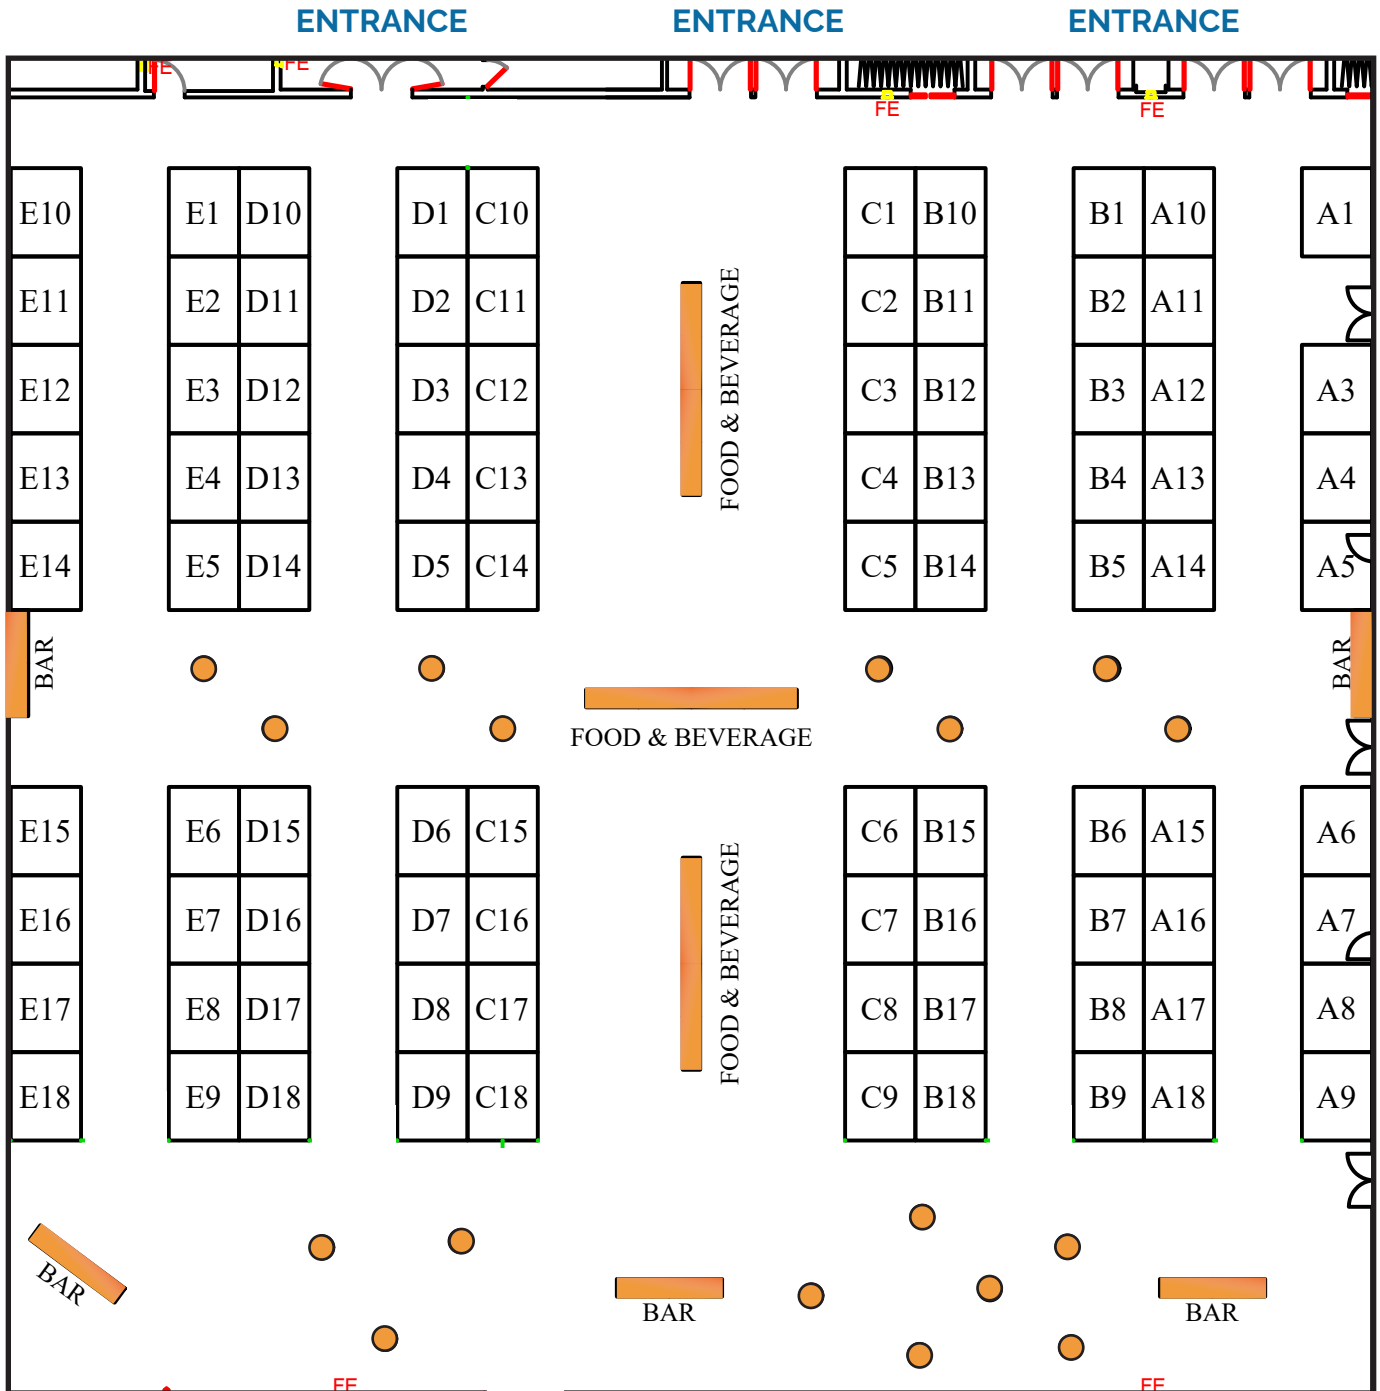 ENTRANCE ENTRANCE ENTRANCE
FE FE
FE FE
E10 E1 D10 D1 C10 C1 B10 B1 A10 A1
E11 E2 D11 D2 C11 C2 B11 B2 A11
FOOD & BEVERAGE
E12 E3 D12 D3 C12 C3 B12 B3 A12 A3
E13 E4 D13 D4 C13 C4 B13 B4 A13 A4
E14 E5 D14 D5 C14 C5 B14 B5 A14 A5
BAR BAR
FOOD & BEVERAGE
E15 E6 D15 D6 C15 C6 B15 B6 A15 A6
E16 E7 D16 D7 C16 C7 B16 B7 A16 A7
FOOD & BEVERAGE
E17 E8 D17 D8 C17 C8 B17 B8 A17 A8
E18 E9 D18 D9 C18 C9 B18 B9 A18 A9
BAR BAR BAR
FE FE